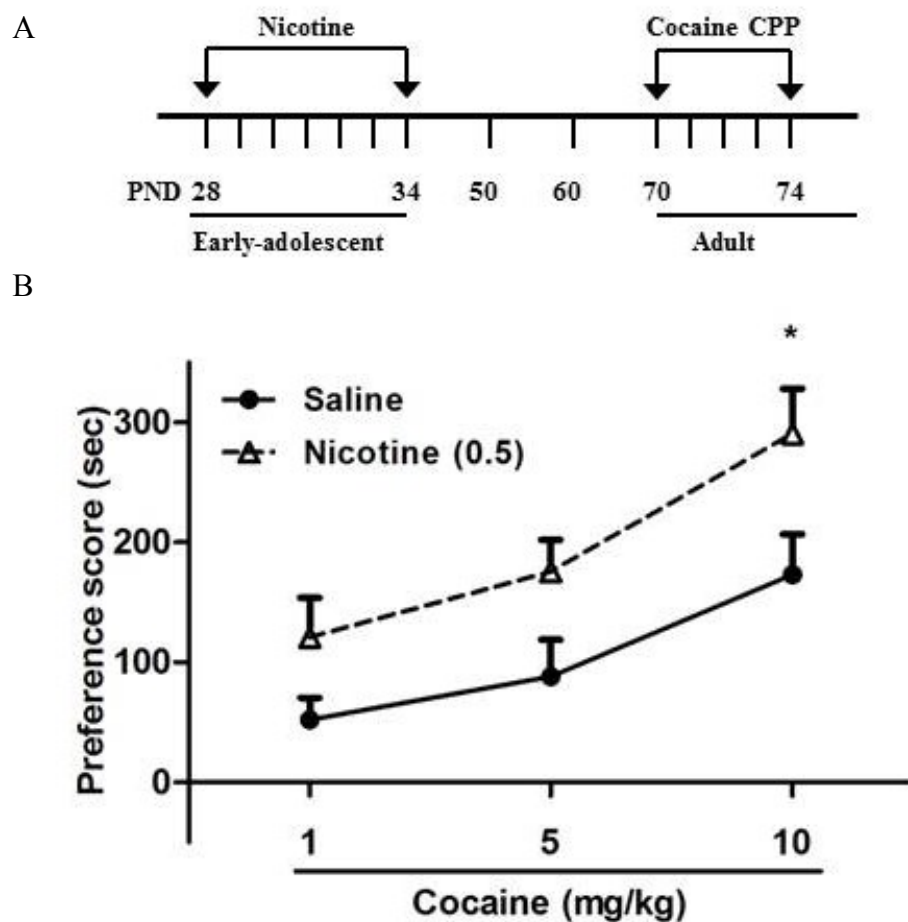 A
Nicotine Cocaine CPP
PND 28 34 50 60 70 74
Early-adolescent Adult
B
*
Saline
Nicotine (0.5)
Preference score (sec)
300
200
100
0
1 5 10
Cocaine (mg/kg)